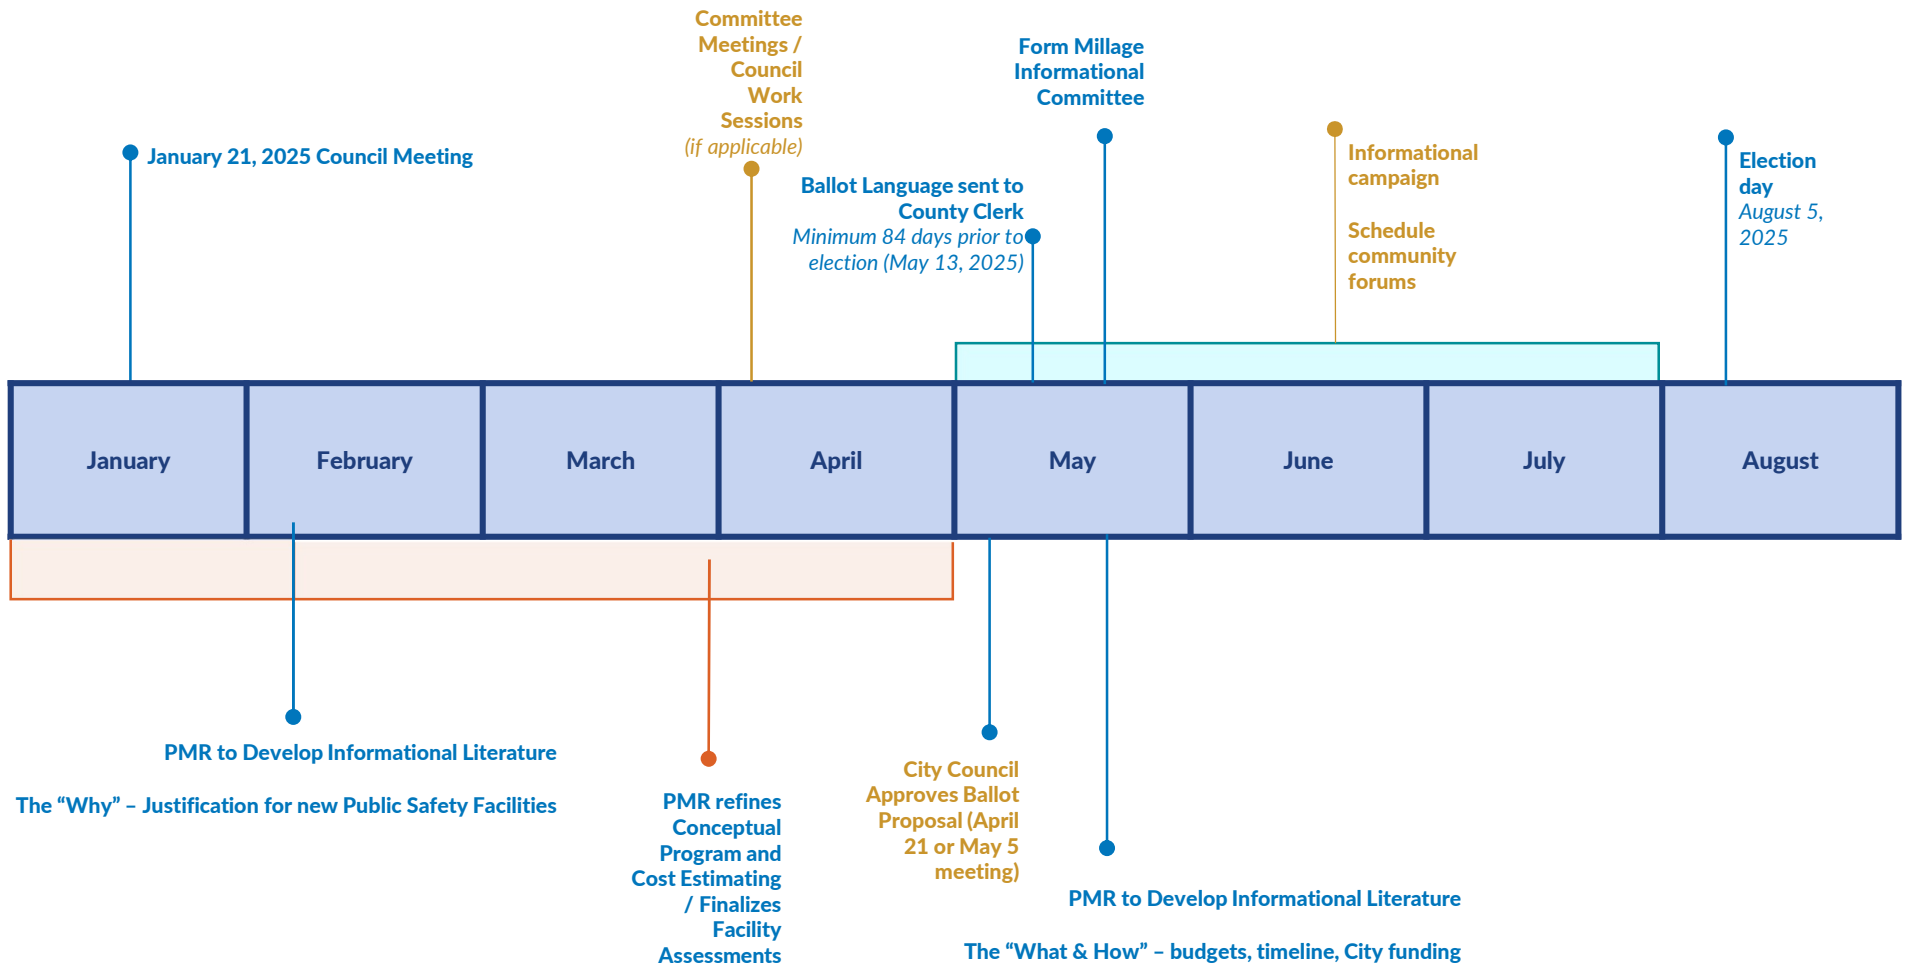 Committee
Meetings /
Council
Work
Sessions
(if applicable)
Form Millage
Informational
Committee
January 21, 2025 Council Meeting
Ballot Language sent to
County Clerk
Minimum 84 days prior to
election (May 13, 2025)
Informational
campaign
Schedule
community
forums
Election
day
August 5,
2025
January
February
March
April
May
June
July
August
PMR to Develop Informational Literature
The “Why” – Justification for new Public Safety Facilities
PMR refines
Conceptual
Program and
Cost Estimating
/ Finalizes
Facility
Assessments
City Council
Approves Ballot
Proposal (April
21 or May 5
meeting)
PMR to Develop Informational Literature
The “What & How” – budgets, timeline, City funding